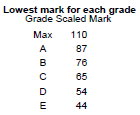 Lowest mark for each grade
Grade Scaled Mark
Max 110
A 87
B 76
C 65
D 54
E 44